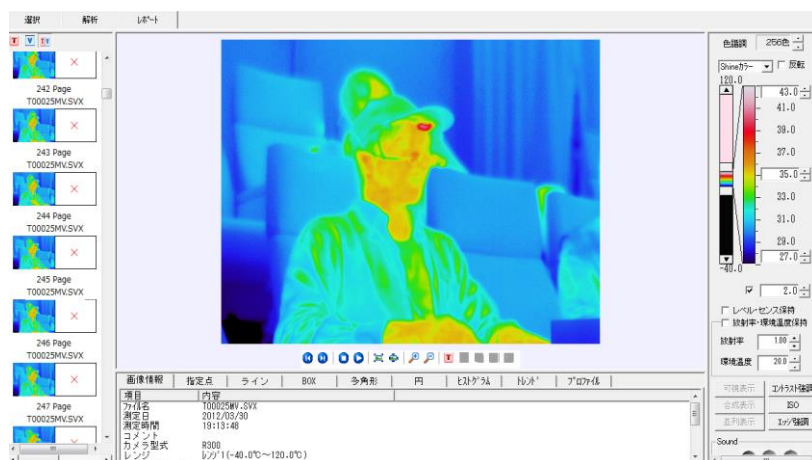 選択 解析 レポート
242 Page
T00025MV.SVX
243 Page
T00025MV.SVX
244 Page
T00025MV.SVX
245 Page
T00025MV.SVX
246 Page
T00025MV.SVX
247 Page
T00025MV.SVX
画像情報 指定点 ライン BOX 多角形 円 ヒストグラム トレンド プロファイル
項目 内容
ファイル名 T00025MV.SVX
測定日 2012/03/30
測定時間 19:13:48
コメント
カメラ型式 R300
レンジ レンジ1(-40.0℃~120.0℃)
色諧調 256色
Shineカラー 反転
120.0
43.0
41.0
39.0
37.0
35.0
33.0
31.0
29.0
27.0
-40.0
2.0
レベル・センス保持
放射率・環境温度保持
放射率 1.00
環境温度 20.0
可視表示 コントラスト強調
合成表示 ISO
並列表示 エッジ強調
Sound